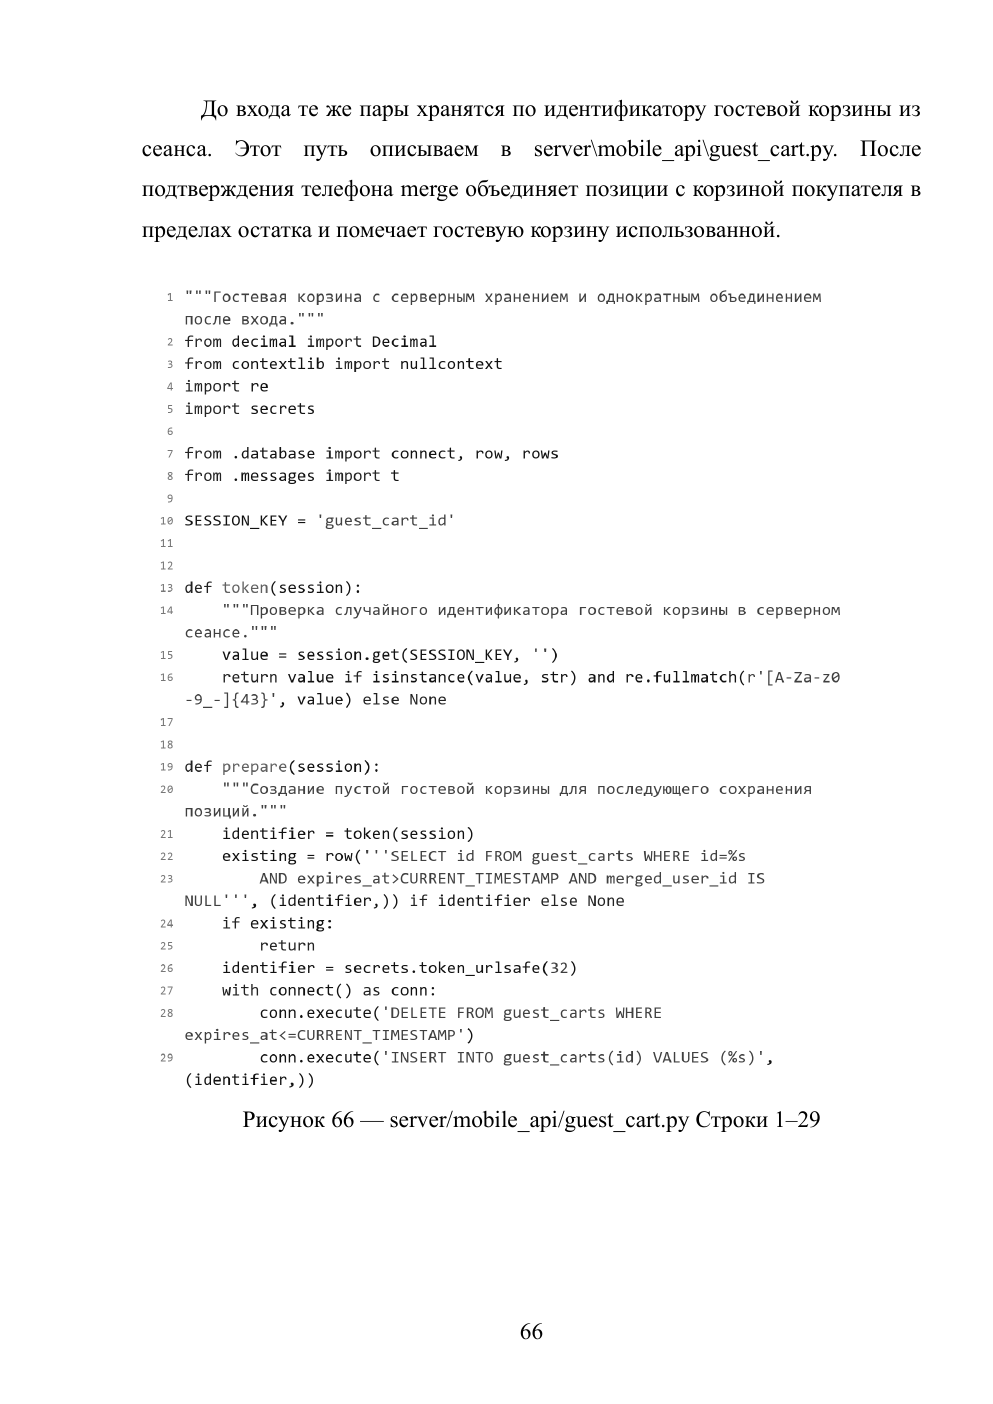 До входа те же пары хранятся по идентификатору гостевой корзины из
сеанса. Этот путь описываем в server\mobile_api\guest_cart.py. После
подтверждения телефона merge объединяет позиции с корзиной покупателя в
пределах остатка и помечает гостевую корзину использованной.
1 """Гостевая корзина с серверным хранением и однократным объединением
после входа."""
2 from decimal import Decimal
3 from contextlib import nullcontext
4 import re
5 import secrets
6
7 from .database import connect, row, rows
8 from .messages import t
9
10 SESSION_KEY = 'guest_cart_id'
11
12
13 def token(session):
14     """Проверка случайного идентификатора гостевой корзины в серверном
сеансе."""
15     value = session.get(SESSION_KEY, '')
16     return value if isinstance(value, str) and re.fullmatch(r'[A-Za-z0
-9_-]{43}', value) else None
17
18
19 def prepare(session):
20     """Создание пустой гостевой корзины для последующего сохранения
позиций."""
21     identifier = token(session)
22     existing = row('''SELECT id FROM guest_carts WHERE id=%s
23         AND expires_at>CURRENT_TIMESTAMP AND merged_user_id IS
NULL''', (identifier,)) if identifier else None
24     if existing:
25         return
26     identifier = secrets.token_urlsafe(32)
27     with connect() as conn:
28         conn.execute('DELETE FROM guest_carts WHERE
expires_at<=CURRENT_TIMESTAMP')
29         conn.execute('INSERT INTO guest_carts(id) VALUES (%s)',
(identifier,))
Рисунок 66 — server/mobile_api/guest_cart.py Строки 1–29
66